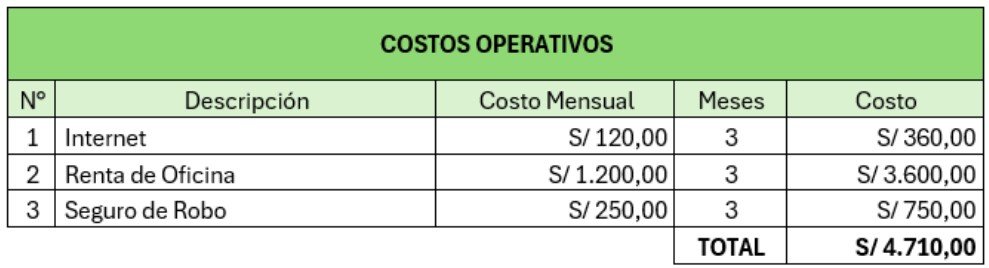 COSTOS OPERATIVOS
N° Descripción Costo Mensual Meses Costo
1 Internet S/ 120,00 3 S/ 360,00
2 Renta de Oficina S/ 1.200,00 3 S/ 3.600,00
3 Seguro de Robo S/ 250,00 3 S/ 750,00
TOTAL S/ 4.710,00